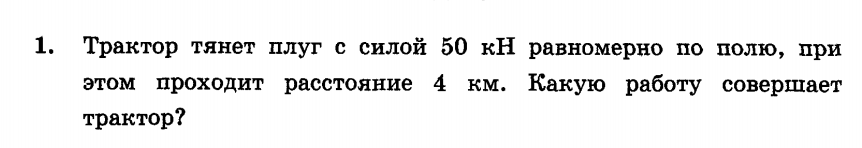 1. Трактор тянет плуг с силой 50 кН равномерно по полю, при
этом проходит расстояние 4 км. Какую работу совершает
трактор?